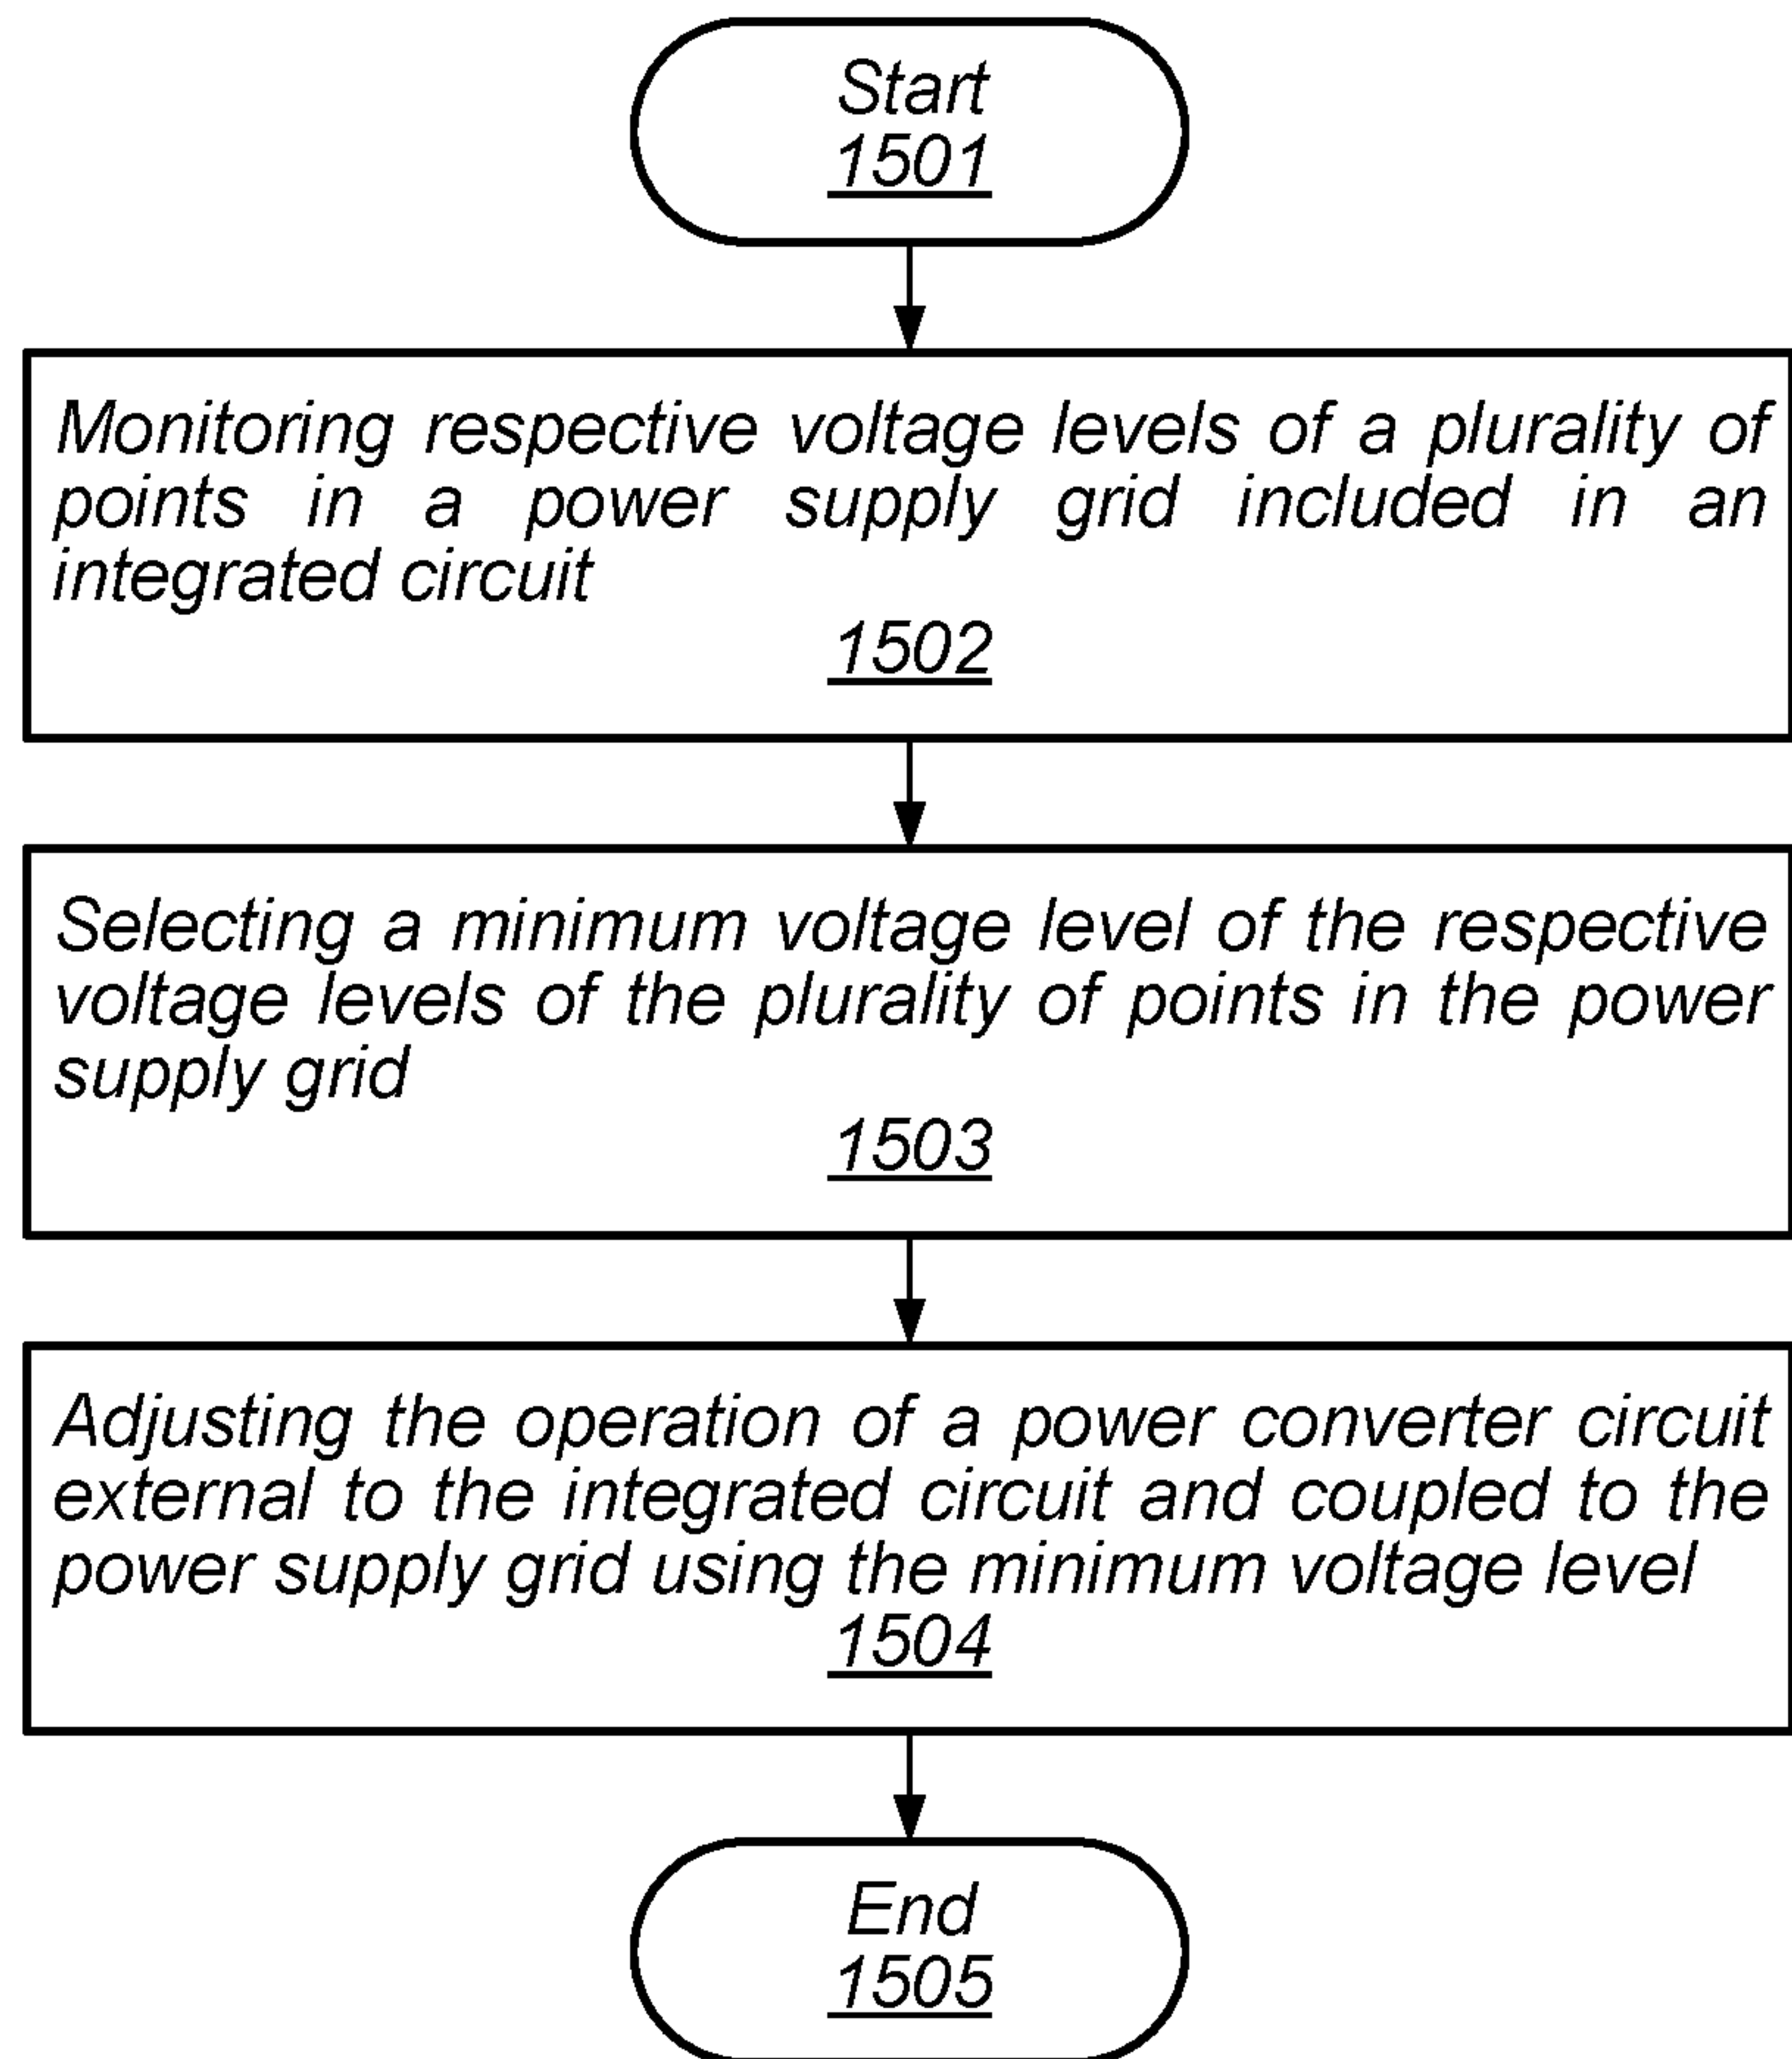 Start
1501
Monitoring respective voltage levels of a plurality of
points in a power supply grid included in an
integrated circuit
1502
Selecting a minimum voltage level of the respective
voltage levels of the plurality of points in the power
supply grid
1503
Adjusting the operation of a power converter circuit
external to the integrated circuit and coupled to the
power supply grid using the minimum voltage level
1504
End
1505